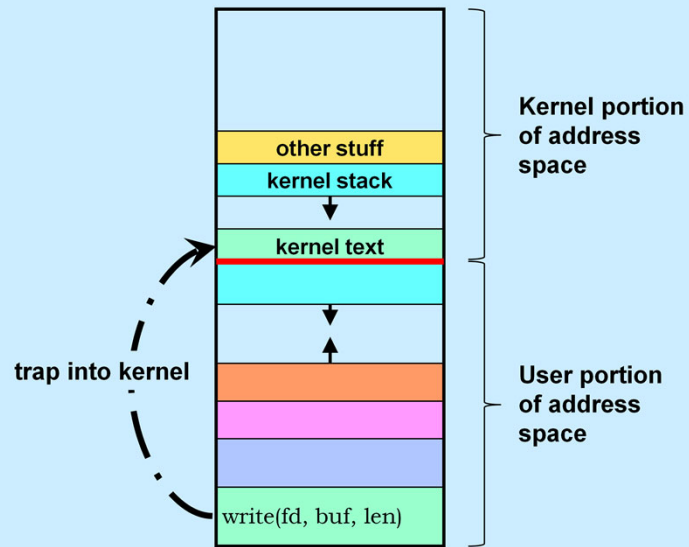 other stuff
kernel stack
kernel text
Kernel portion
of address
space
trap into kernel
User portion
of address
space
write(fd, buf, len)